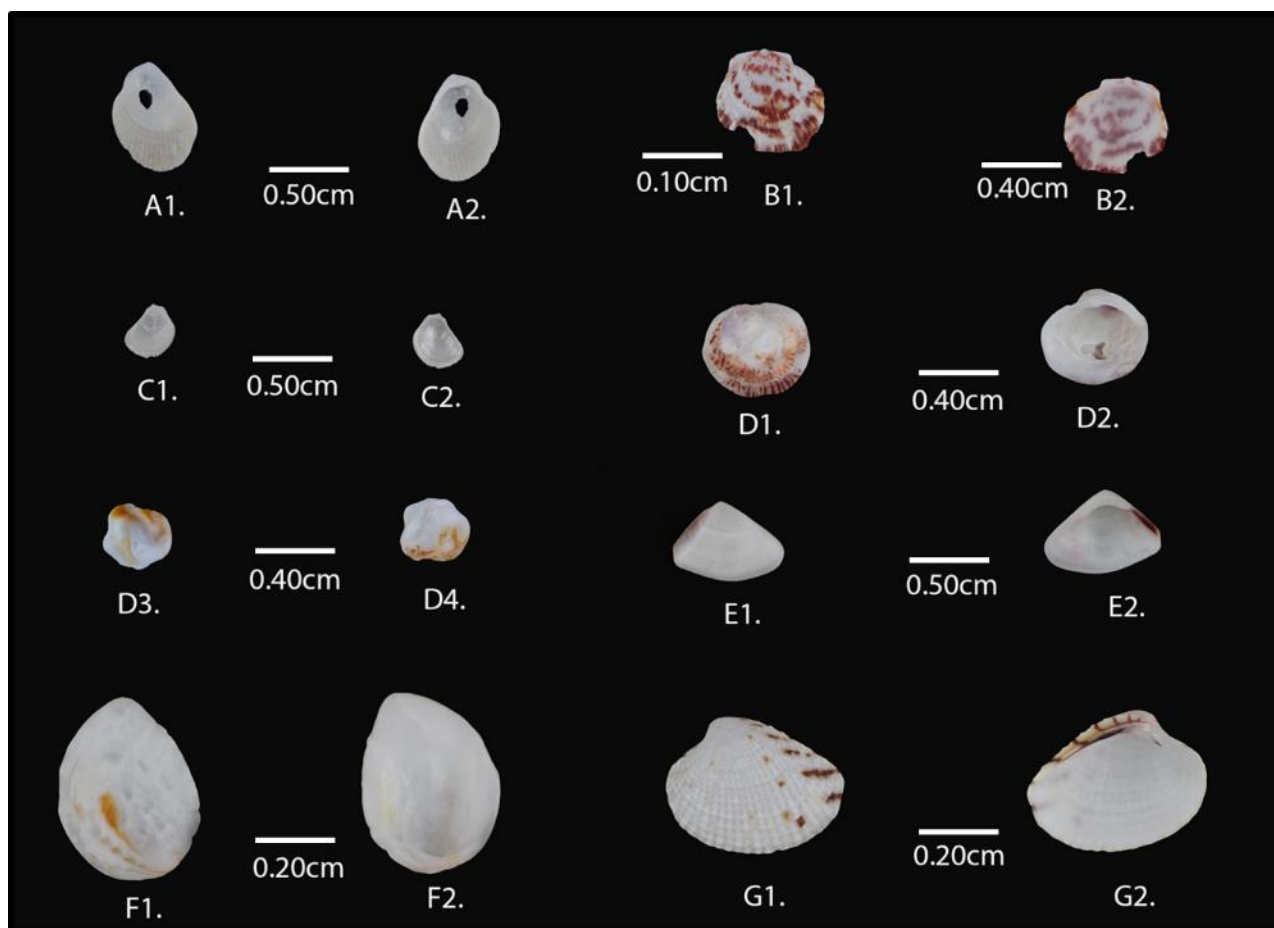 A1.
0.50cm
A2.
0.10cm
B1.
0.40cm
B2.
C1.
0.50cm
C2.
D1.
0.40cm
D2.
D3.
0.40cm
D4.
E1.
0.50cm
E2.
F1.
0.20cm
F2.
G1.
0.20cm
G2.